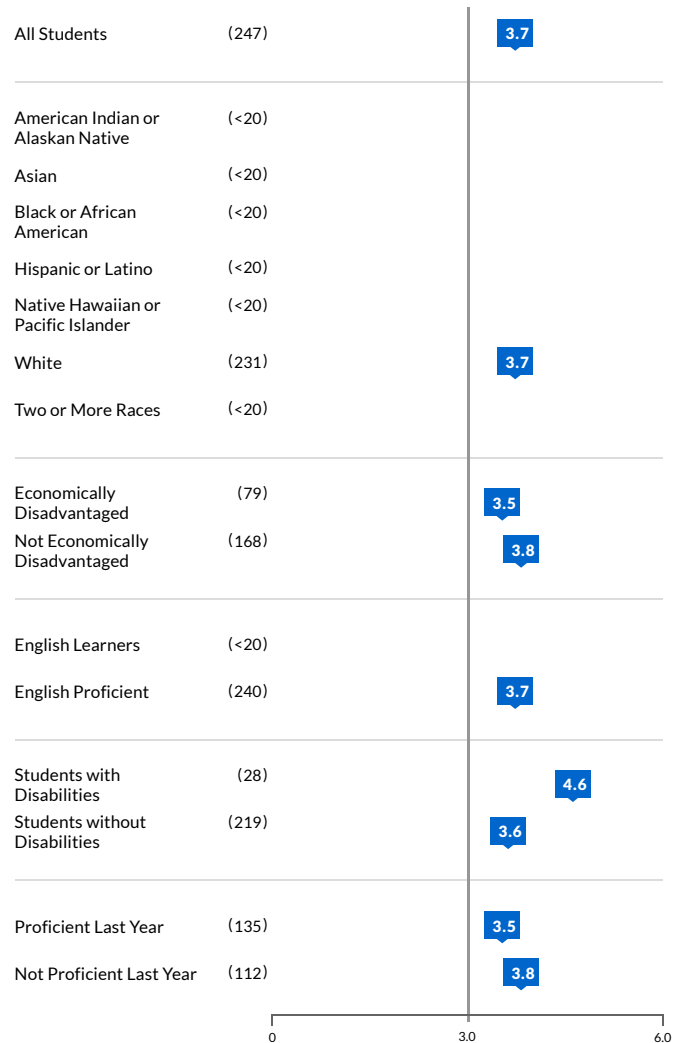 All Students (247) 3.7
American Indian or (<20)
Alaskan Native
Asian (<20)
Black or African (<20)
American
Hispanic or Latino (<20)
Native Hawaiian or (<20)
Pacific Islander
White (231) 3.7
Two or More Races (<20)
Economically (79) 3.5
Disadvantaged
Not Economically (168) 3.8
Disadvantaged
English Learners (<20)
English Proficient (240) 3.7
Students with (28) 4.6
Disabilities
Students without (219) 3.6
Disabilities
Proficient Last Year (135) 3.5
Not Proficient Last Year (112) 3.8
0 3.0 6.0